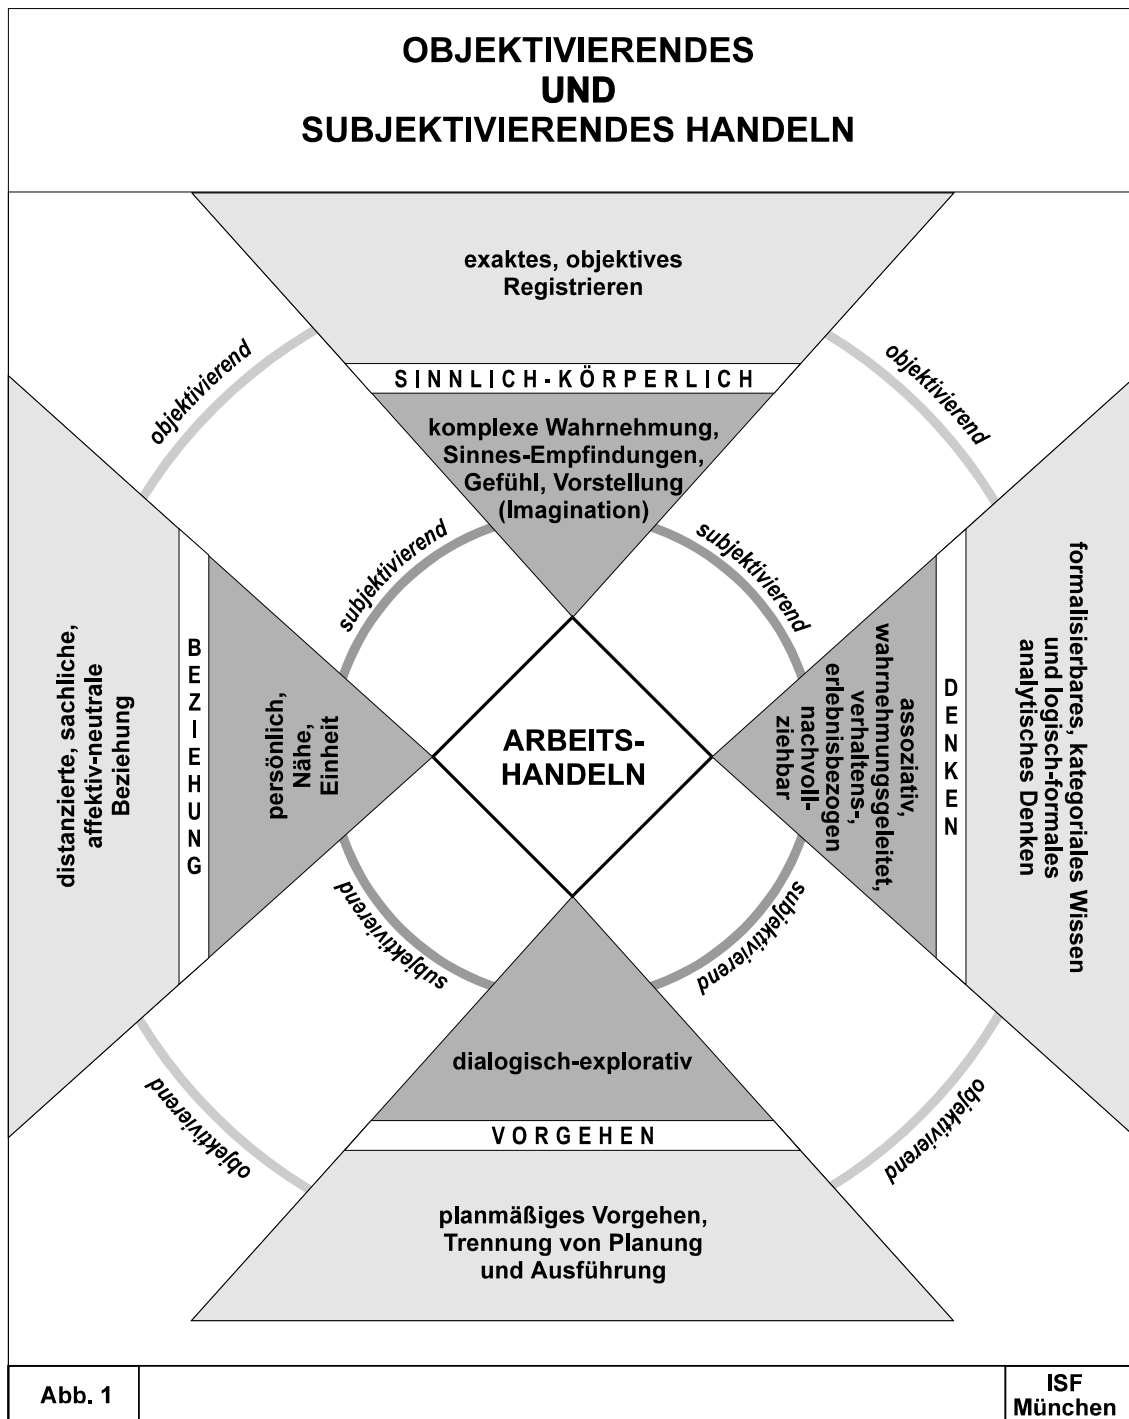 OBJEKTIVIERENDES
UND
SUBJEKTIVIERENDES HANDELN
exaktes, objektives
Registrieren
SINNLICH-KÖRPERLICH
komplexe Wahrnehmung,
Sinnes-Empfindungen,
Gefühl, Vorstellung
(Imagination)
objektivierend
objektivierend
subjektivierend
subjektivierend
distanzierte, sachliche,
affektiv-neutrale
Beziehung
BEZIEHUNG
persönlich,
Nähe,
Einheit
ARBEITS-
HANDELN
assoziativ,
wahrnehmungsgeleitet,
verhaltens-,
erlebnisbezogen
nachvoll-
ziehbar
DENKEN
formalisierbares, kategoriales Wissen
und logisch-formales
analytisches Denken
subjektivierend
subjektivierend
dialogisch-explorativ
VORGEHEN
objektivierend
objektivierend
planmäßiges Vorgehen,
Trennung von Planung
und Ausführung
Abb. 1
ISF
München